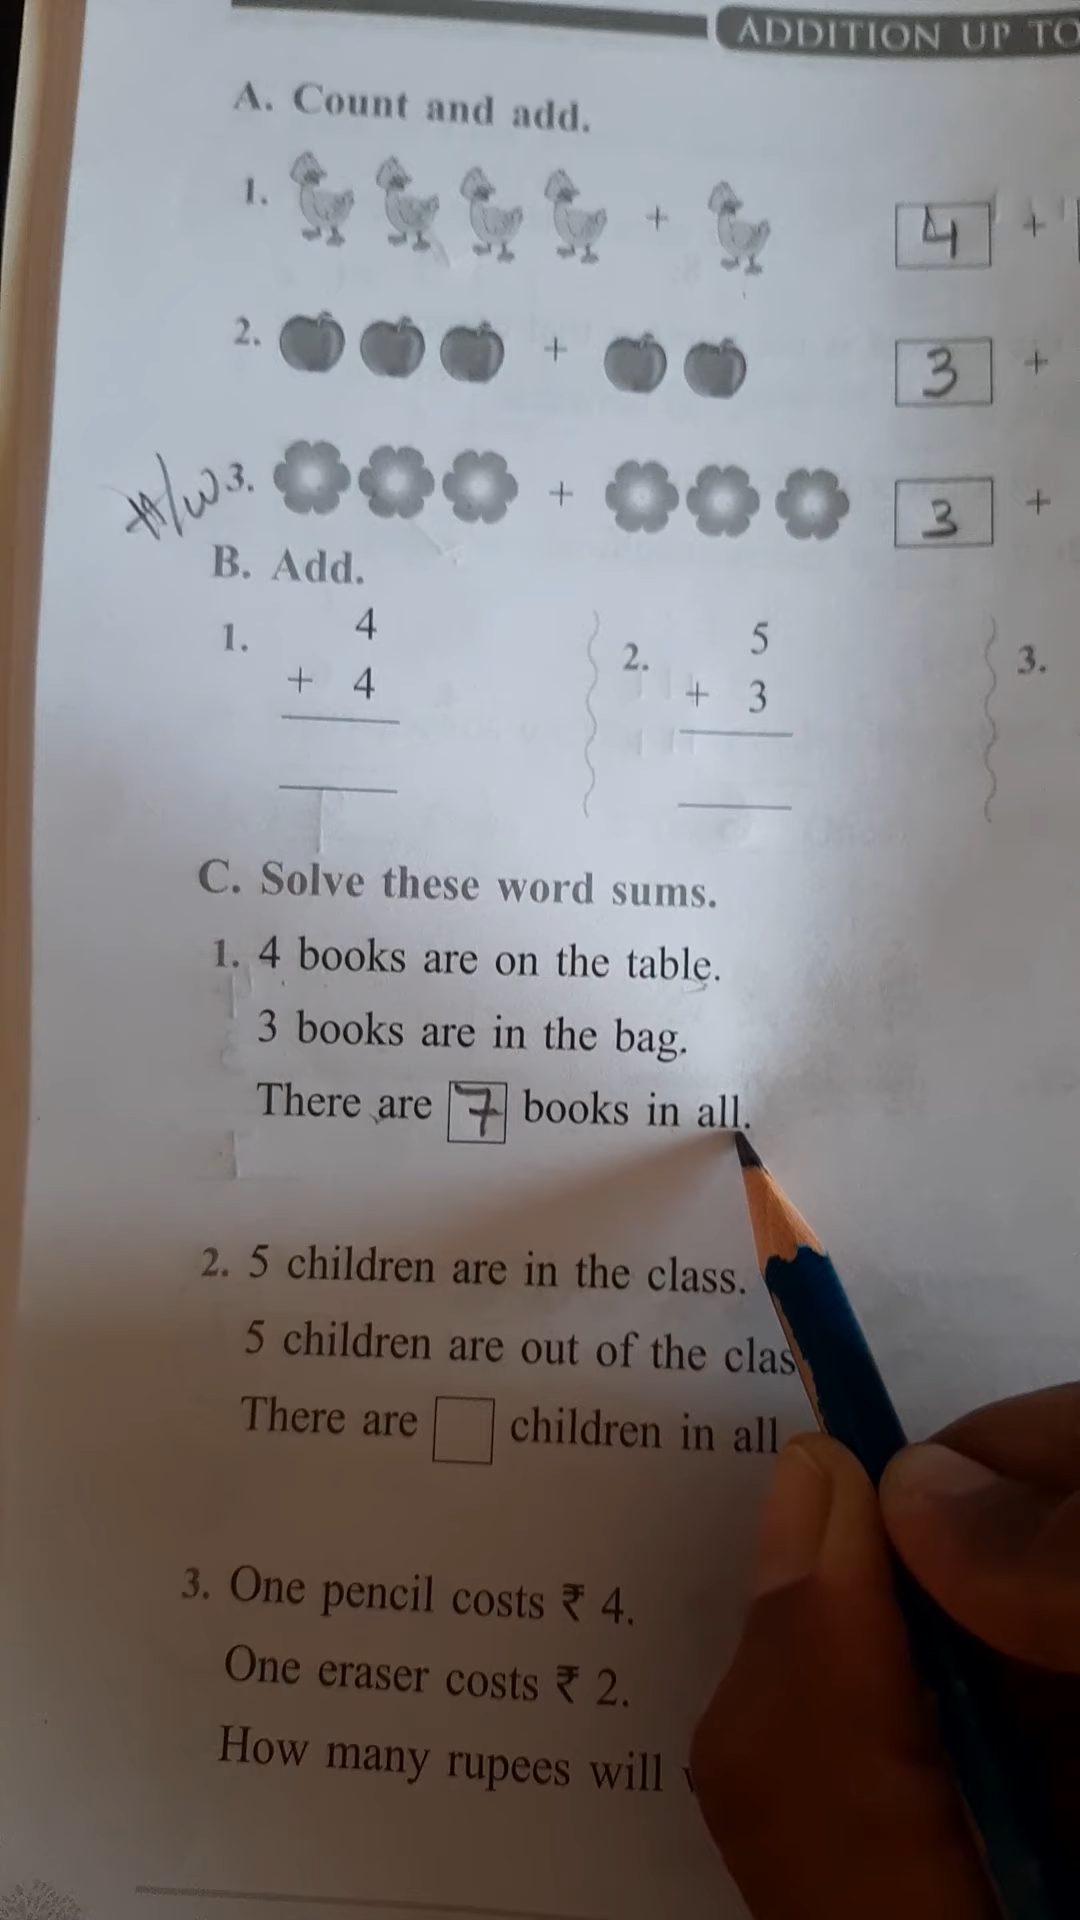 ADDITION UP TO
A. Count and add.
1. + 4 +
2. + 3 +
H/W 3. + 3 +
B. Add.
1. 4 2. 5 3.
+ 4 + 3
C. Solve these word sums.
1. 4 books are on the table.
3 books are in the bag.
There are 7 books in all.
2. 5 children are in the class.
5 children are out of the clas
There are children in all
3. One pencil costs ₹ 4.
One eraser costs ₹ 2.
How many rupees will